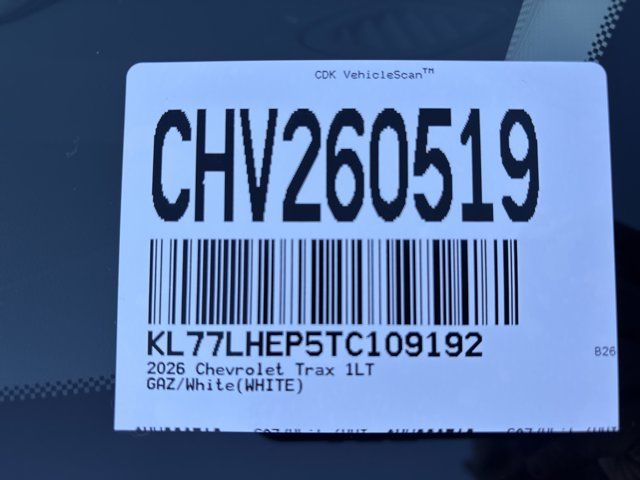 CDK VehicleScan™
CHV260519
KL77LHEP5TC109192
B26
2026 Chevrolet Trax 1LT
GAZ/White(WHITE)